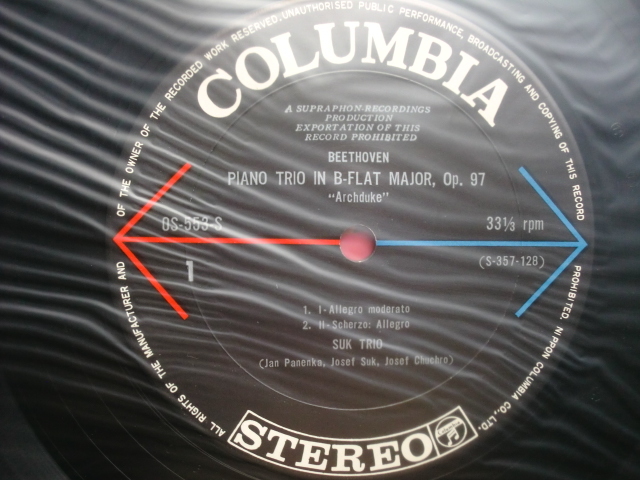 OF THE OWNER OF THE RECORDED WORK RESERVED. UNAUTHORISED PUBLIC PERFORMANCE, BROADCASTING AND COPYING OF THIS RECORD
COLUMBIA
A SUPRAPHON-RECORDINGS
PRODUCTION
EXPORTATION OF THIS
RECORD PROHIBITED
BEETHOVEN
PIANO TRIO IN B-FLAT MAJOR, Op. 97
"Archduke"
OS-553-S
33⅓ rpm
1
(S-357-128)
1. I-Allegro moderato
2. II-Scherzo: Allegro
SUK TRIO
(Jan Panenka, Josef Suk, Josef Chuchro)
ALL RIGHTS OF THE MANUFACTURER AND
PROHIBITED. NIPPON COLUMBIA CO., LTD.
STEREO